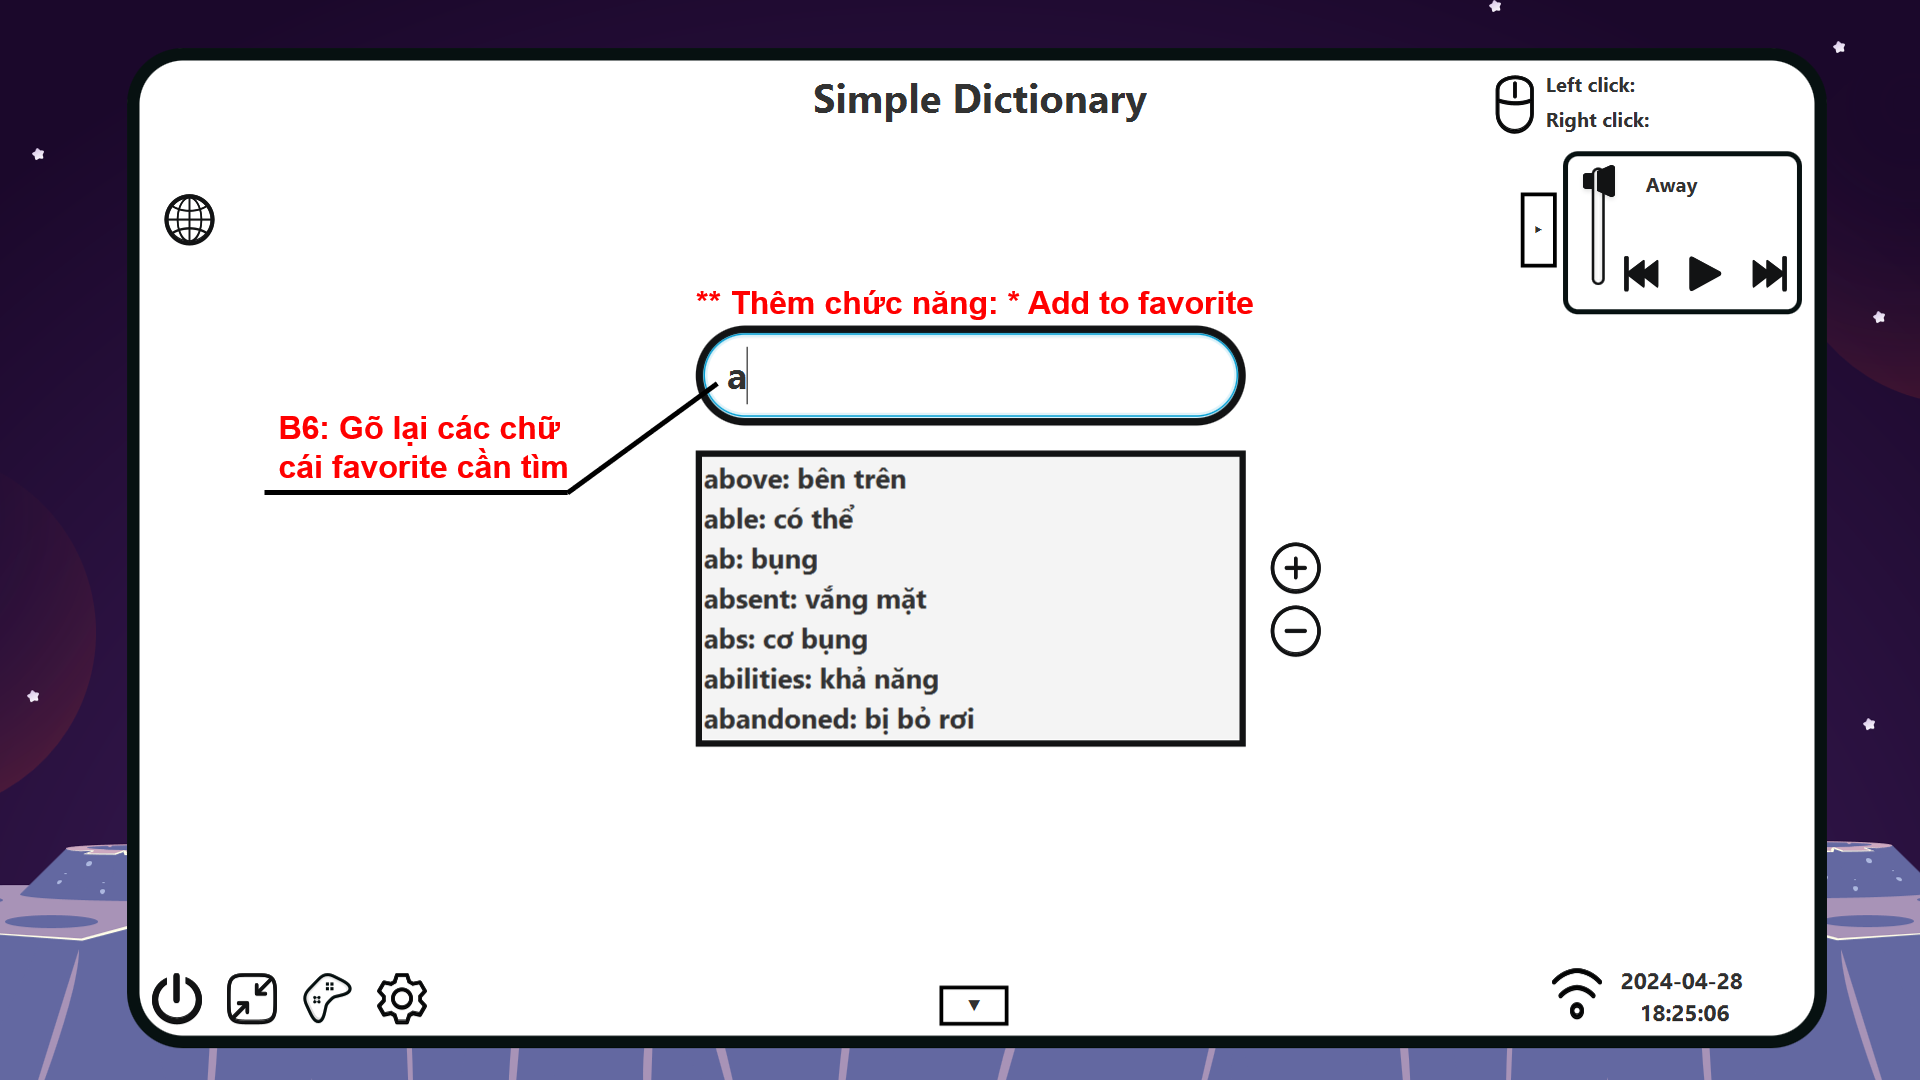 Simple Dictionary
Left click:
Right click:
Away
** Thêm chức năng: * Add to favorite
a
B6: Gõ lại các chữ
cái favorite cần tìm
above: bên trên
able: có thể
ab: bụng
absent: vắng mặt
abs: cơ bụng
abilities: khả năng
abandoned: bị bỏ rơi
2024-04-28
18:25:06